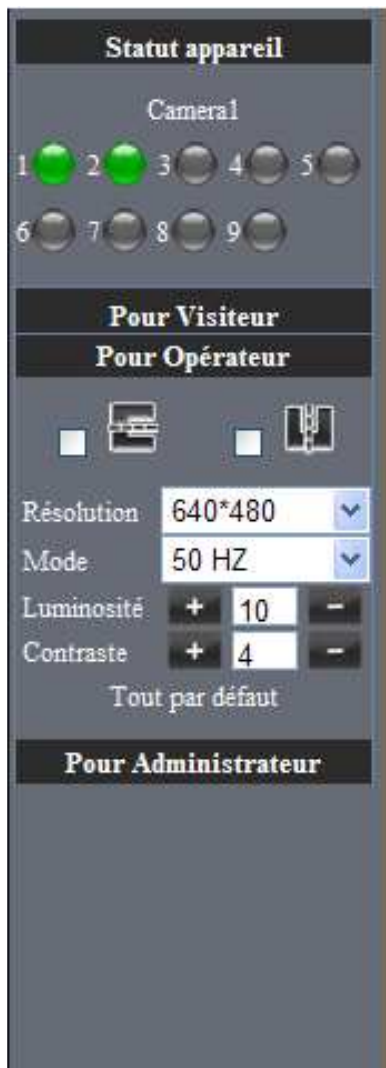 Statut appareil
Camera1
1 2 3 4 5
6 7 8 9
Pour Visiteur
Pour Opérateur
Résolution 640*480
Mode 50 HZ
Luminosité + 10 -
Contraste + 4 -
Tout par défaut
Pour Administrateur